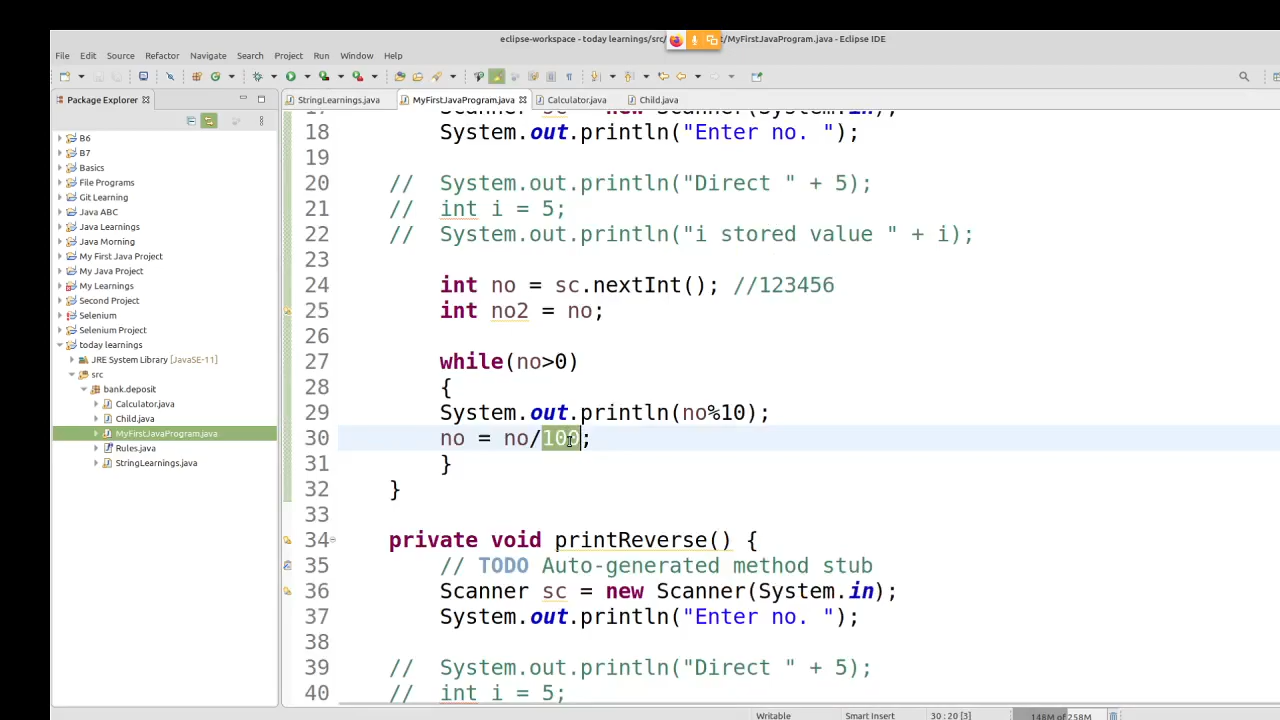 eclipse-workspace - today learnings/src/ t/MyFirstJavaProgram.java - Eclipse IDE
File Edit Source Refactor Navigate Search Project Run Window Help
Package Explorer
StringLearnings.java MyFirstJavaProgram.java Calculator.java Child.java
B6
B7
Basics
File Programs
Git Learning
Java ABC
Java Learnings
Java Morning
My First Java Project
My Java Project
My Learnings
Second Project
Selenium
Selenium Project
today learnings
JRE System Library [JavaSE-11]
src
bank.deposit
Calculator.java
Child.java
MyFirstJavaProgram.java
Rules.java
StringLearnings.java
17 Scanner sc = new Scanner(System.in);
18 System.out.println("Enter no. ");
19
20 // System.out.println("Direct " + 5);
21 // int i = 5;
22 // System.out.println("i stored value " + i);
23
24 int no = sc.nextInt(); //123456
25 int no2 = no;
26
27 while(no>0)
28 {
29 System.out.println(no%10);
30 no = no/100;
31 }
32 }
33
34 private void printReverse() {
35 // TODO Auto-generated method stub
36 Scanner sc = new Scanner(System.in);
37 System.out.println("Enter no. ");
38
39 // System.out.println("Direct " + 5);
40 // int i = 5;
Writable Smart Insert 30 : 20 [3] 148M of 258M